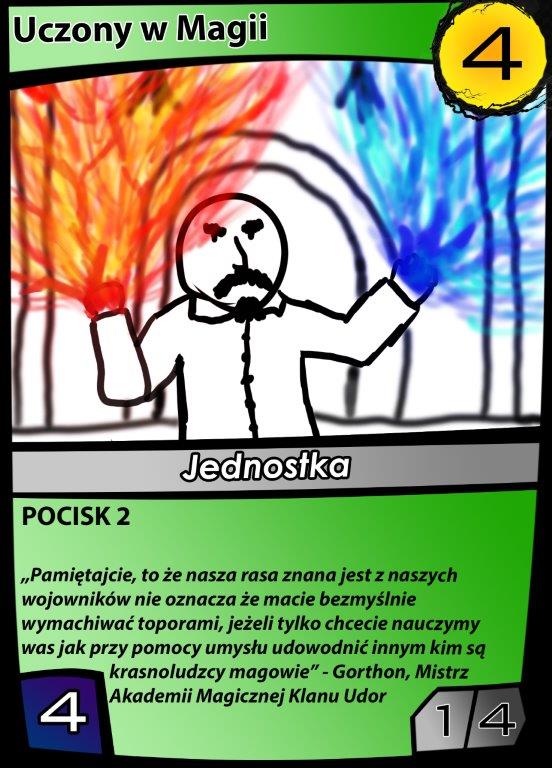 Uczony w Magii
4
Jednostka
POCISK 2
„Pamiętajcie, to że nasza rasa znana jest z naszych
wojowników nie oznacza że macie bezmyślnie
wymachiwać toporami, jeżeli tylko chcecie nauczymy
was jak przy pomocy umysłu udowodnić innym kim są
krasnoludzcy magowie” - Gorthon, Mistrz
Akademii Magicznej Klanu Udor
4
1 4